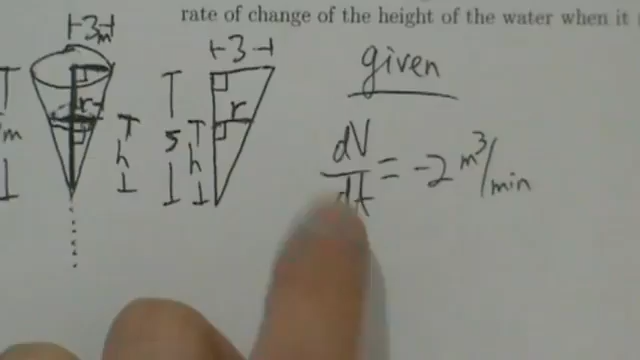 rate of change of the height of the water when it
3m
3
given
r
r
5
m
h
h
dV/dt = -2 m³/min